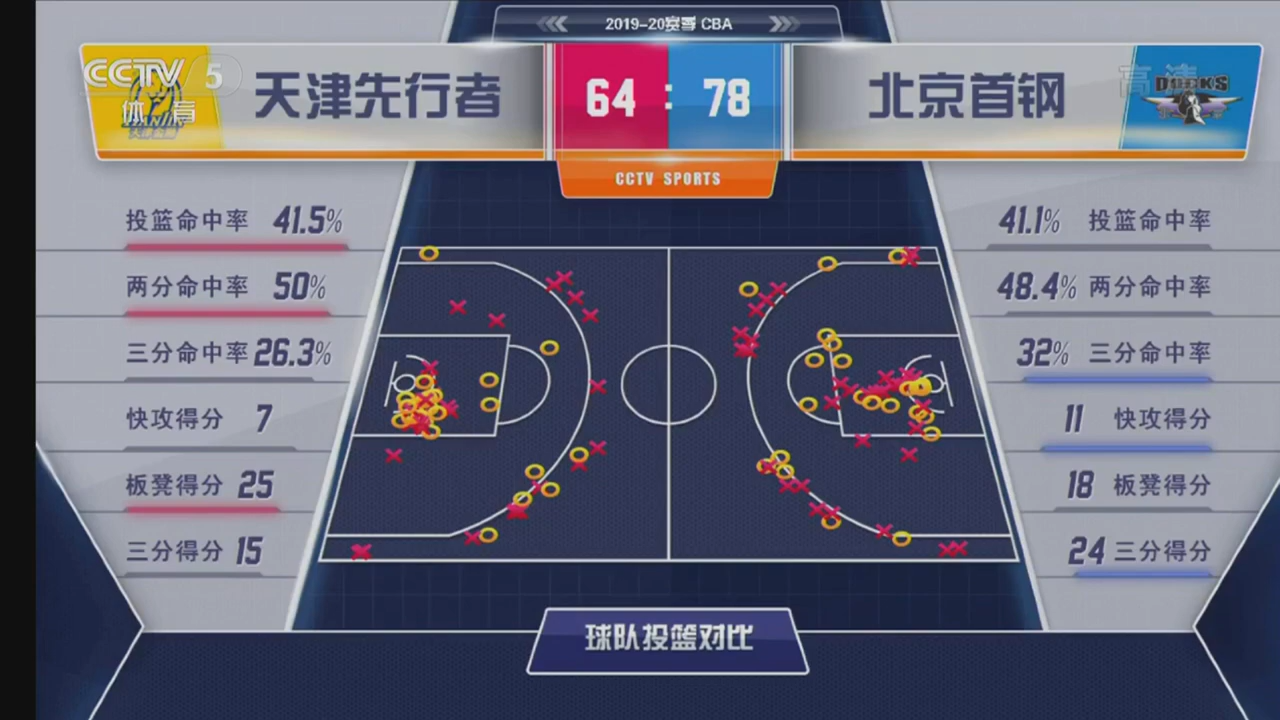 2019-20赛季 CBA
CCTV 5
体育
天津先行者
64 : 78
北京首钢
高清
DUCKS
CCTV SPORTS
投篮命中率 41.5%
41.1% 投篮命中率
两分命中率 50%
48.4% 两分命中率
三分命中率 26.3%
32% 三分命中率
快攻得分 7
11 快攻得分
板凳得分 25
18 板凳得分
三分得分 15
24 三分得分
球队投篮对比